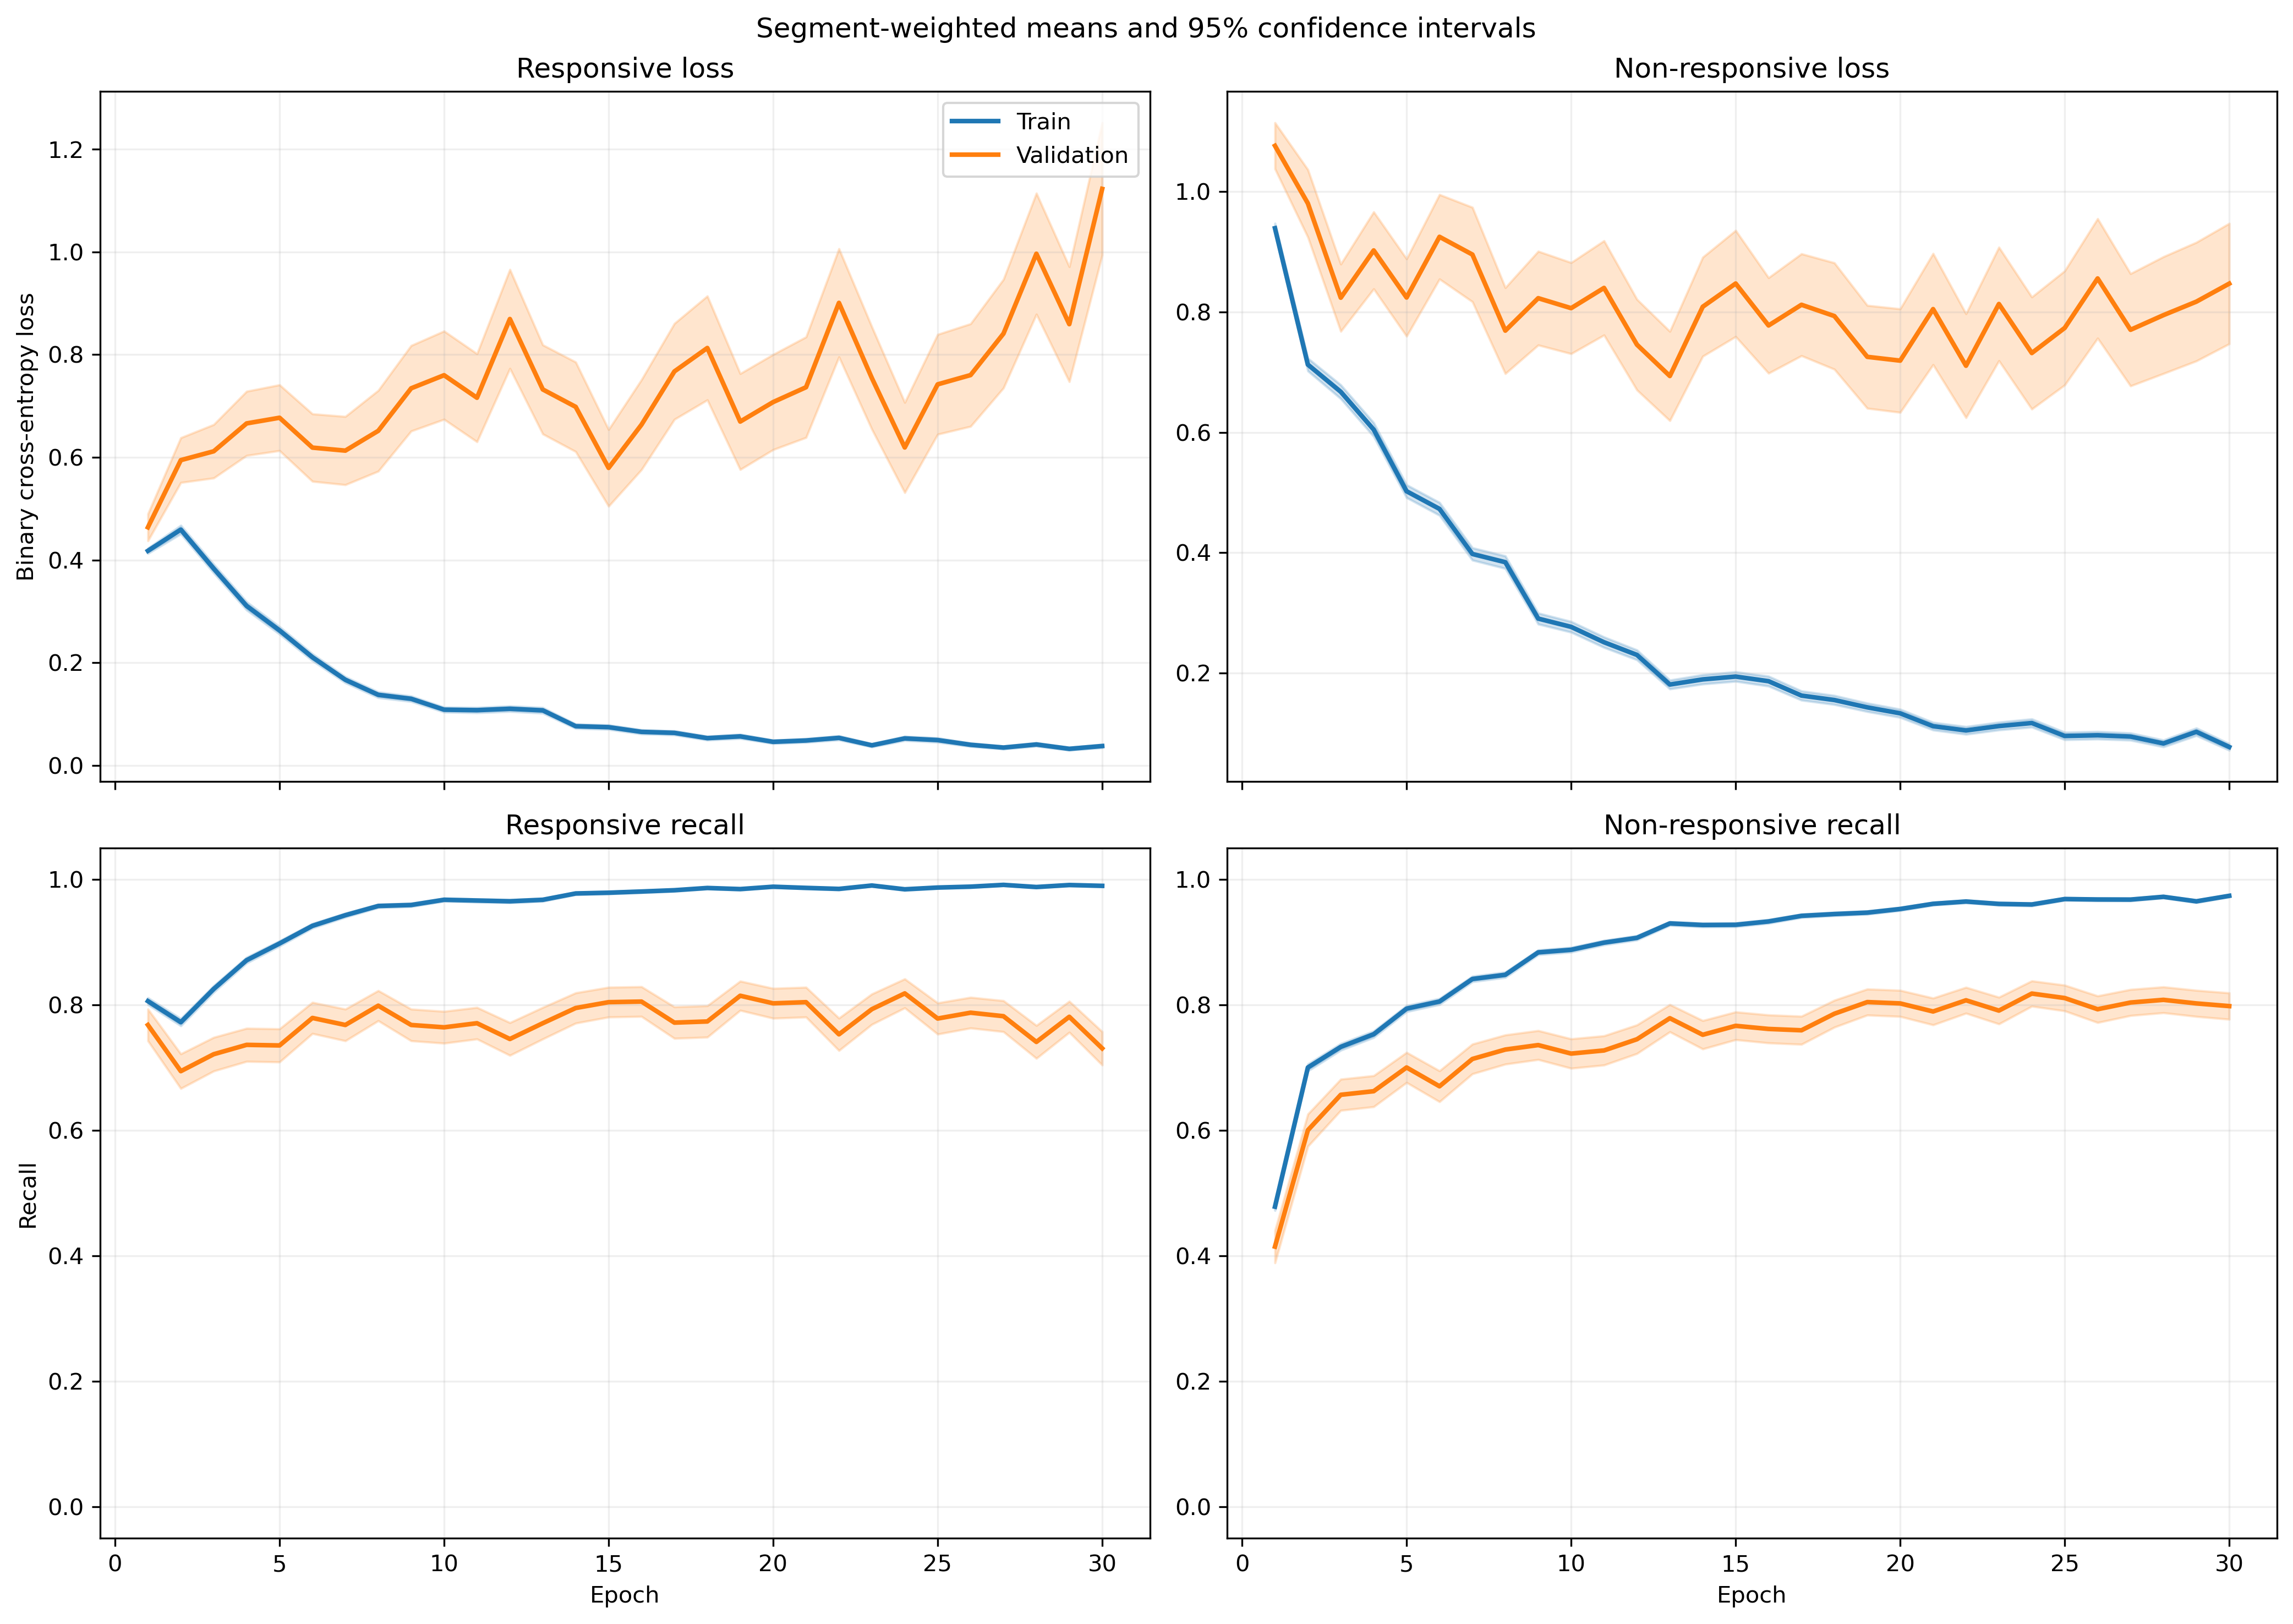 Segment-weighted means and 95% confidence intervals
Responsive loss
Non-responsive loss
Train
Validation
Binary cross-entropy loss
1.2
1.0
0.8
0.6
0.4
0.2
0.0
1.0
0.8
0.6
0.4
0.2
Responsive recall
Non-responsive recall
Recall
1.0
0.8
0.6
0.4
0.2
0.0
0 5 10 15 20 25 30
Epoch
1.0
0.8
0.6
0.4
0.2
0.0
0 5 10 15 20 25 30
Epoch